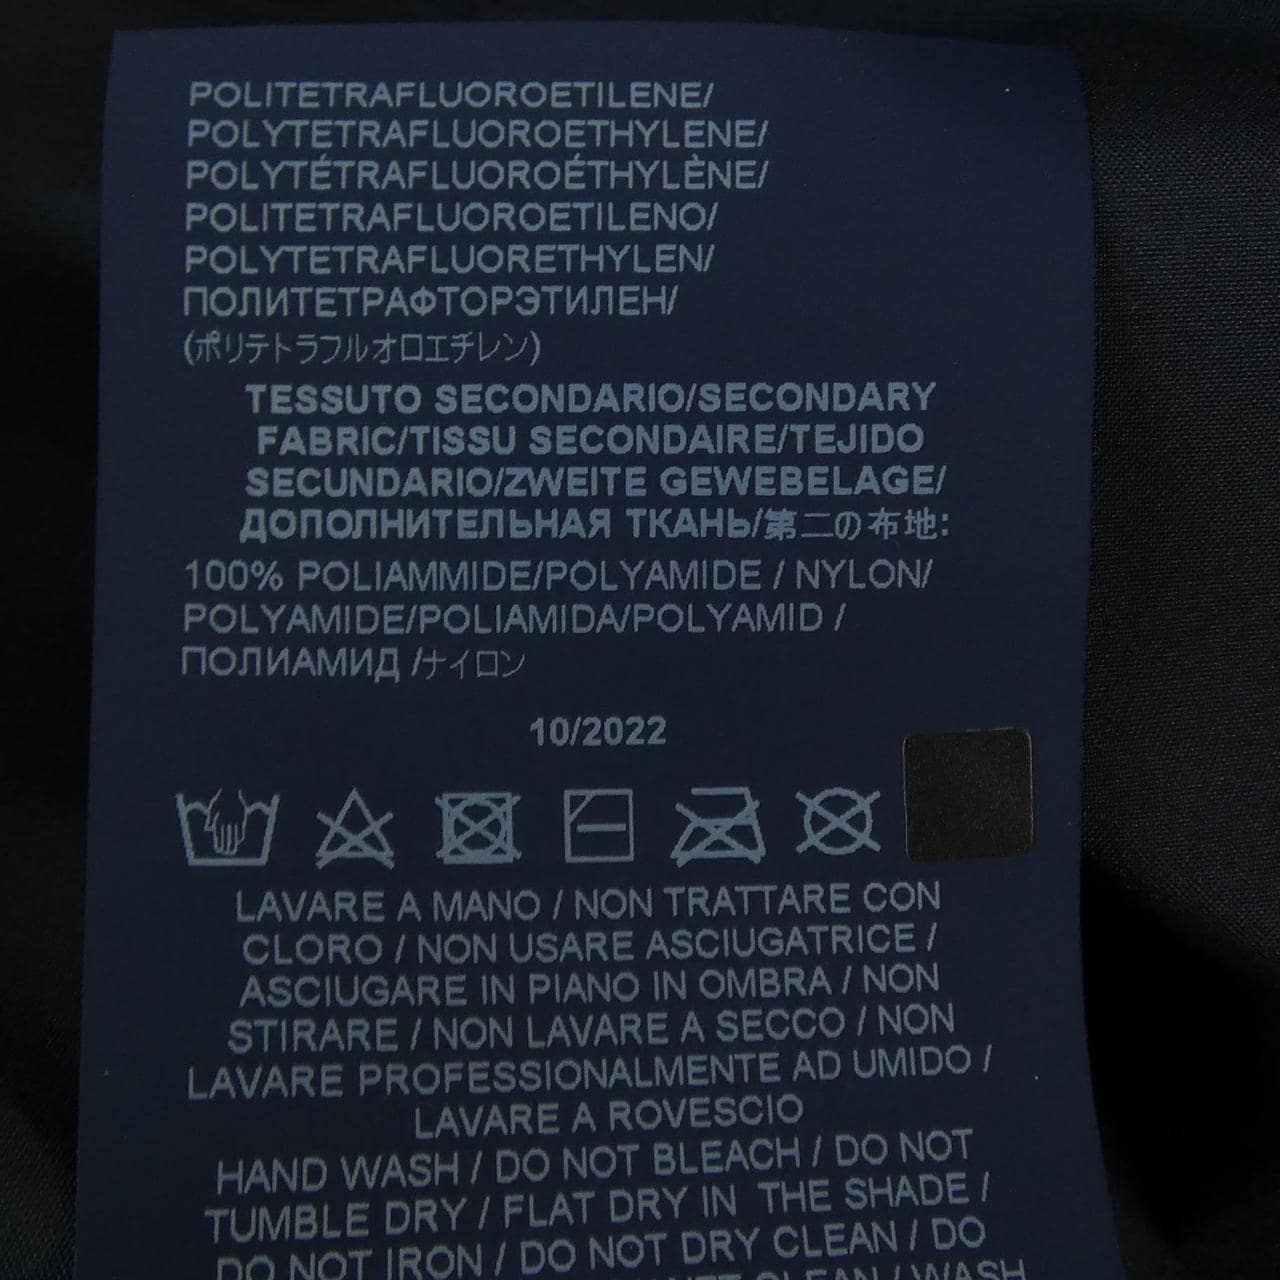 POLITETRAFLUOROETILENE/
POLYTETRAFLUOROETHYLENE/
POLYTÉTRAFLUOROÉTHYLÈNE/
POLITETRAFLUOROETILENO/
POLYTETRAFLUORETHYLEN/
ПОЛИТЕТРАФТОРЭТИЛЕН/
(ポリテトラフルオロエチレン)
TESSUTO SECONDARIO/SECONDARY
FABRIC/TISSU SECONDAIRE/TEJIDO
SECUNDARIO/ZWEITE GEWEBELAGE/
ДОПОЛНИТЕЛЬНАЯ ТКАНЬ/第二の布地:
100% POLIAMMIDE/POLYAMIDE / NYLON/
POLYAMIDE/POLIAMIDA/POLYAMID /
ПОЛИАМИД /ナイロン
10/2022
LAVARE A MANO / NON TRATTARE CON
CLORO / NON USARE ASCIUGATRICE /
ASCIUGARE IN PIANO IN OMBRA / NON
STIRARE / NON LAVARE A SECCO / NON
LAVARE PROFESSIONALMENTE AD UMIDO /
LAVARE A ROVESCIO
HAND WASH / DO NOT BLEACH / DO NOT
TUMBLE DRY / FLAT DRY IN THE SHADE /
DO NOT IRON / DO NOT DRY CLEAN / DO
CLEAN / WASH